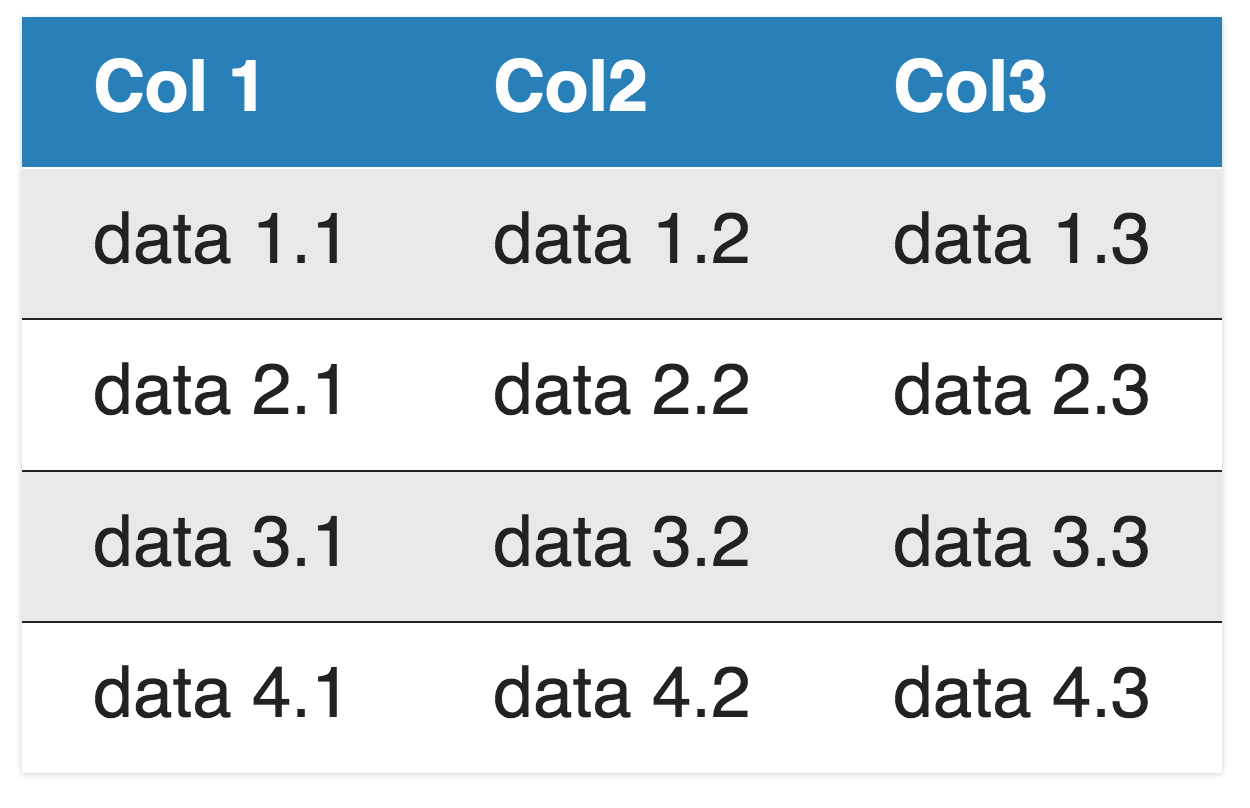 Col 1 Col2 Col3
data 1.1 data 1.2 data 1.3
data 2.1 data 2.2 data 2.3
data 3.1 data 3.2 data 3.3
data 4.1 data 4.2 data 4.3